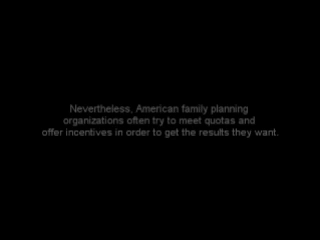 Nevertheless, American family planning
organizations often try to meet quotas and
offer incentives in order to get the results they want.